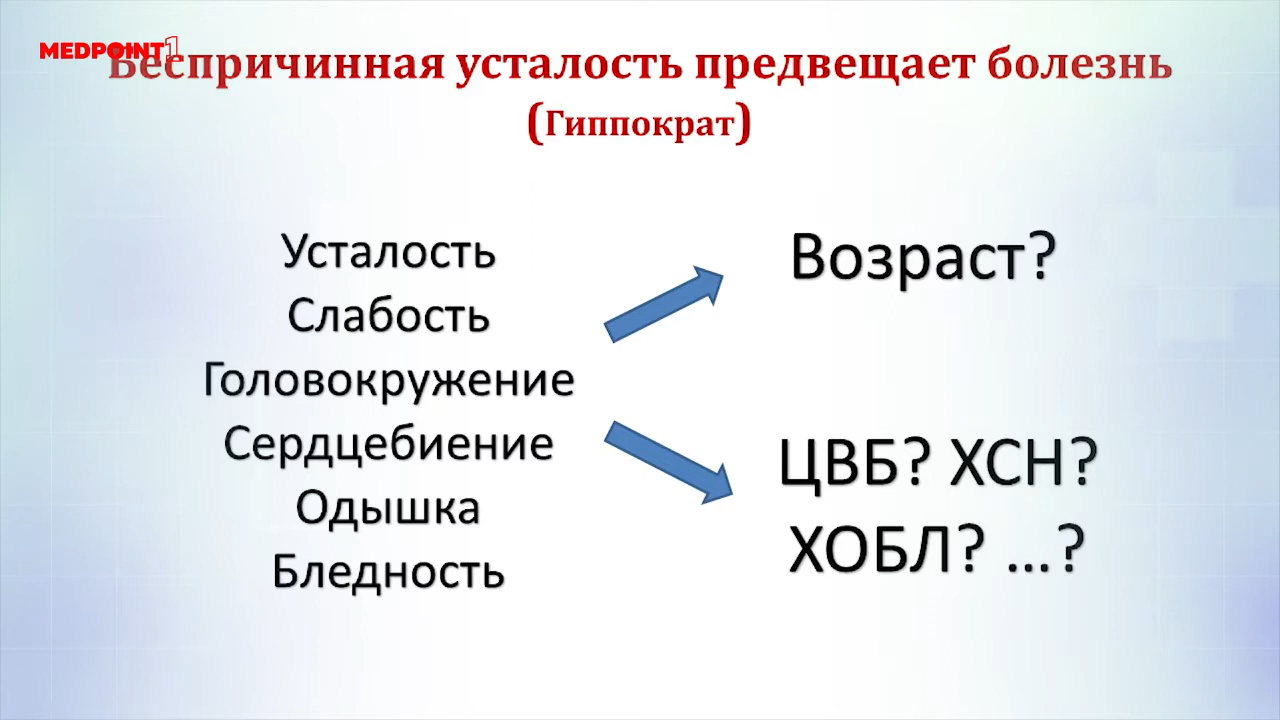 MEDPOINT1
Беспричинная усталость предвещает болезнь
(Гиппократ)
Усталость
Слабость
Головокружение
Сердцебиение
Одышка
Бледность
Возраст?
ЦВБ? ХСН?
ХОБЛ? ...?